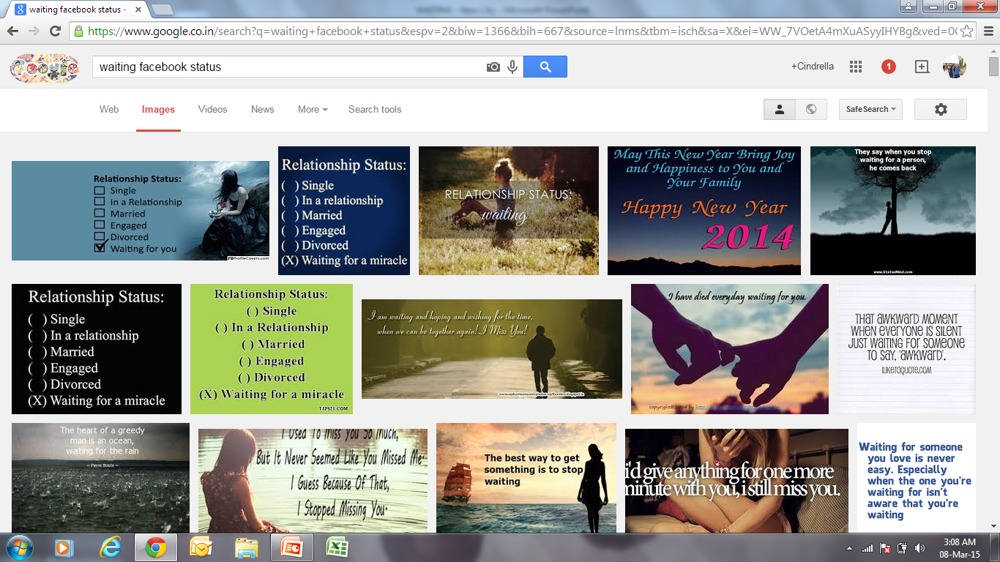 waiting facebook status -
https://www.google.co.in/search?q=waiting+facebook+status&espv=2&biw=1366&bih=667&source=lnms&tbm=isch&sa=X&ei=WW_7VOetA4mXuASyyIHYBg&ved=0
waiting facebook status
+Cindrella
1
Web Images Videos News More Search tools
SafeSearch
Relationship Status:
Single
In a Relationship
Married
Engaged
Divorced
Waiting for you
FBProfileCovers.com
Relationship Status:
( ) Single
( ) In a relationship
( ) Married
( ) Engaged
( ) Divorced
(X) Waiting for a miracle
RELATIONSHIP STATUS:
waiting
May This New Year Bring Joy
and Happiness to You and
Your Family
Happy New Year
2014
They say when you stop
waiting for a person,
he comes back
www.StatusMind.com
Relationship Status:
( ) Single
( ) In a relationship
( ) Married
( ) Engaged
( ) Divorced
(X) Waiting for a miracle
Relationship Status:
( ) Single
( ) In a Relationship
( ) Married
( ) Engaged
( ) Divorced
(X) Waiting for a miracle
TIPS21.COM
I am waiting and hoping and wishing for the time,
when we can be together again! I Miss You!
I have died everyday waiting for you.
copyright©2014 by
THAT AWKWARD MOMENT
WHEN EVERYONE IS SILENT
JUST WAITING FOR SOMEONE
TO SAY, 'AWKWARD'.
ILIKETOQUOTE.COM
The heart of a greedy
man is an ocean,
waiting for the rain
~ Pierre Boiste ~
I Used To Miss You So Much,
But It Never Seemed Like You Missed Me.
I Guess Because Of That,
I Stopped Missing You.
The best way to get
something is to stop
waiting
i'd give anything for one more
minute with you, i still miss you.
Waiting for someone
you love is never
easy. Especially
when the one you're
waiting for isn't
aware that you're
waiting
3:08 AM
08-Mar-15